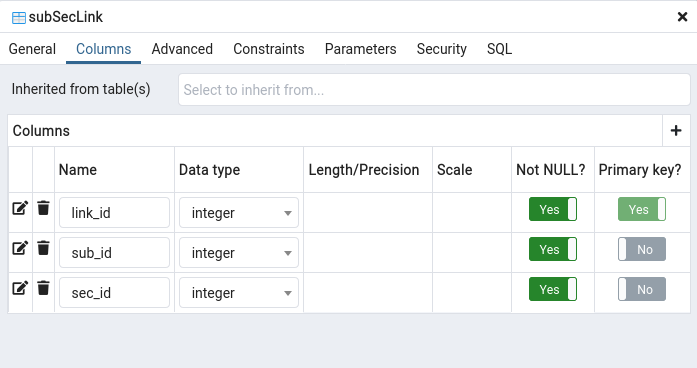 subSecLink
General Columns Advanced Constraints Parameters Security SQL
Inherited from table(s) Select to inherit from...
Columns
Name Data type Length/Precision Scale Not NULL? Primary key?
link_id integer Yes Yes
sub_id integer Yes No
sec_id integer Yes No